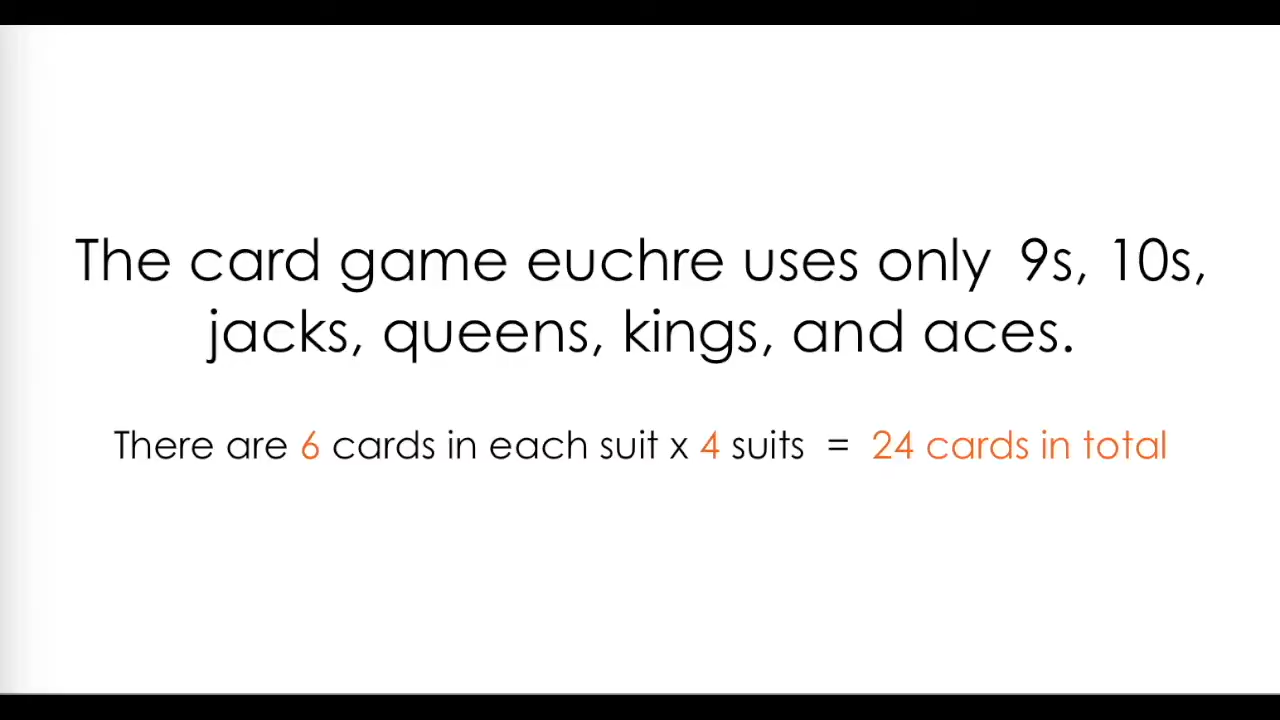 The card game euchre uses only 9s, 10s,
jacks, queens, kings, and aces.
There are 6 cards in each suit x 4 suits = 24 cards in total